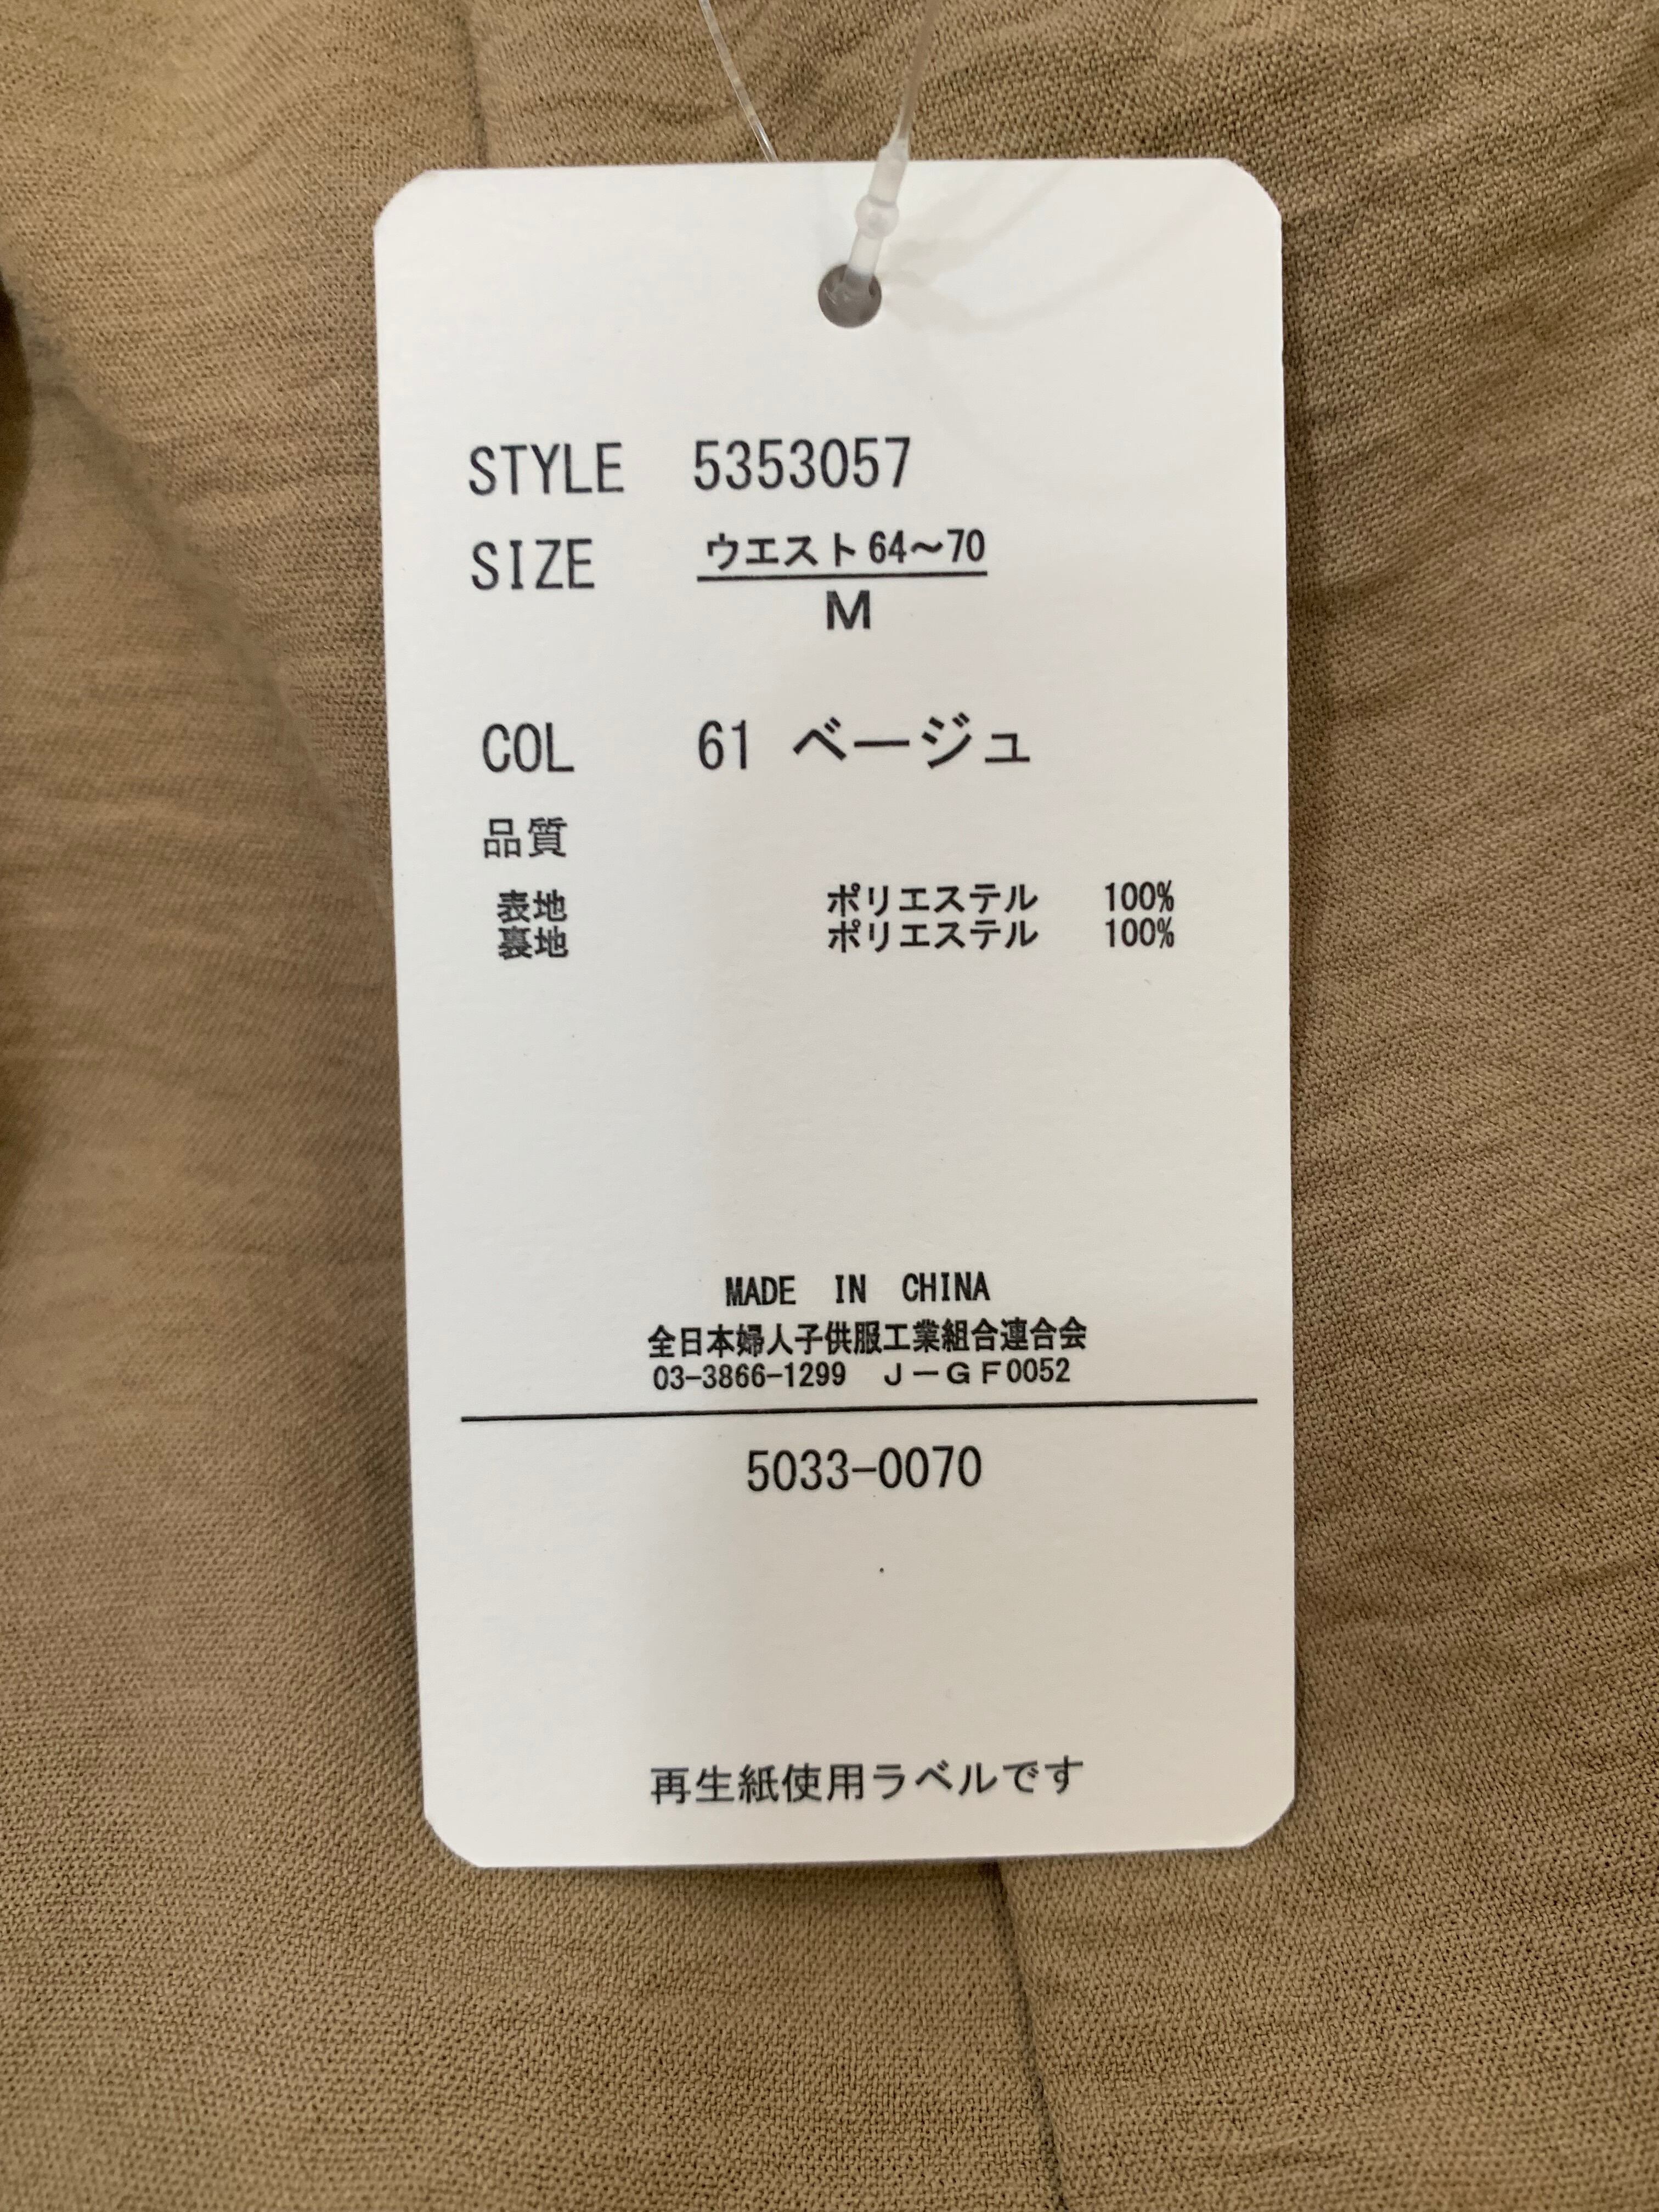 STYLE 5353057
SIZE ウエスト64〜70
M
COL 61 ベージュ
品質
表地 ポリエステル 100%
裏地 ポリエステル 100%
MADE IN CHINA
全日本婦人子供服工業組合連合会
03-3866-1299 J－GF0052
5033-0070
再生紙使用ラベルです